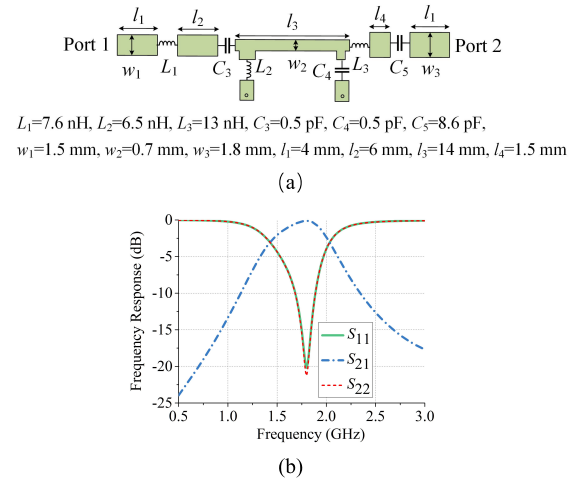 l1 l2 l3 l4 l1
Port 1 w1 L1 C3 L2 w2 C4 L3 C5 w3 Port 2
L1=7.6 nH, L2=6.5 nH, L3=13 nH, C3=0.5 pF, C4=0.5 pF, C5=8.6 pF,
w1=1.5 mm, w2=0.7 mm, w3=1.8 mm, l1=4 mm, l2=6 mm, l3=14 mm, l4=1.5 mm
(a)
Frequency Response (dB)
0
-5
-10
-15
-20
-25
S11
S21
S22
0.5 1.0 1.5 2.0 2.5 3.0
Frequency (GHz)
(b)